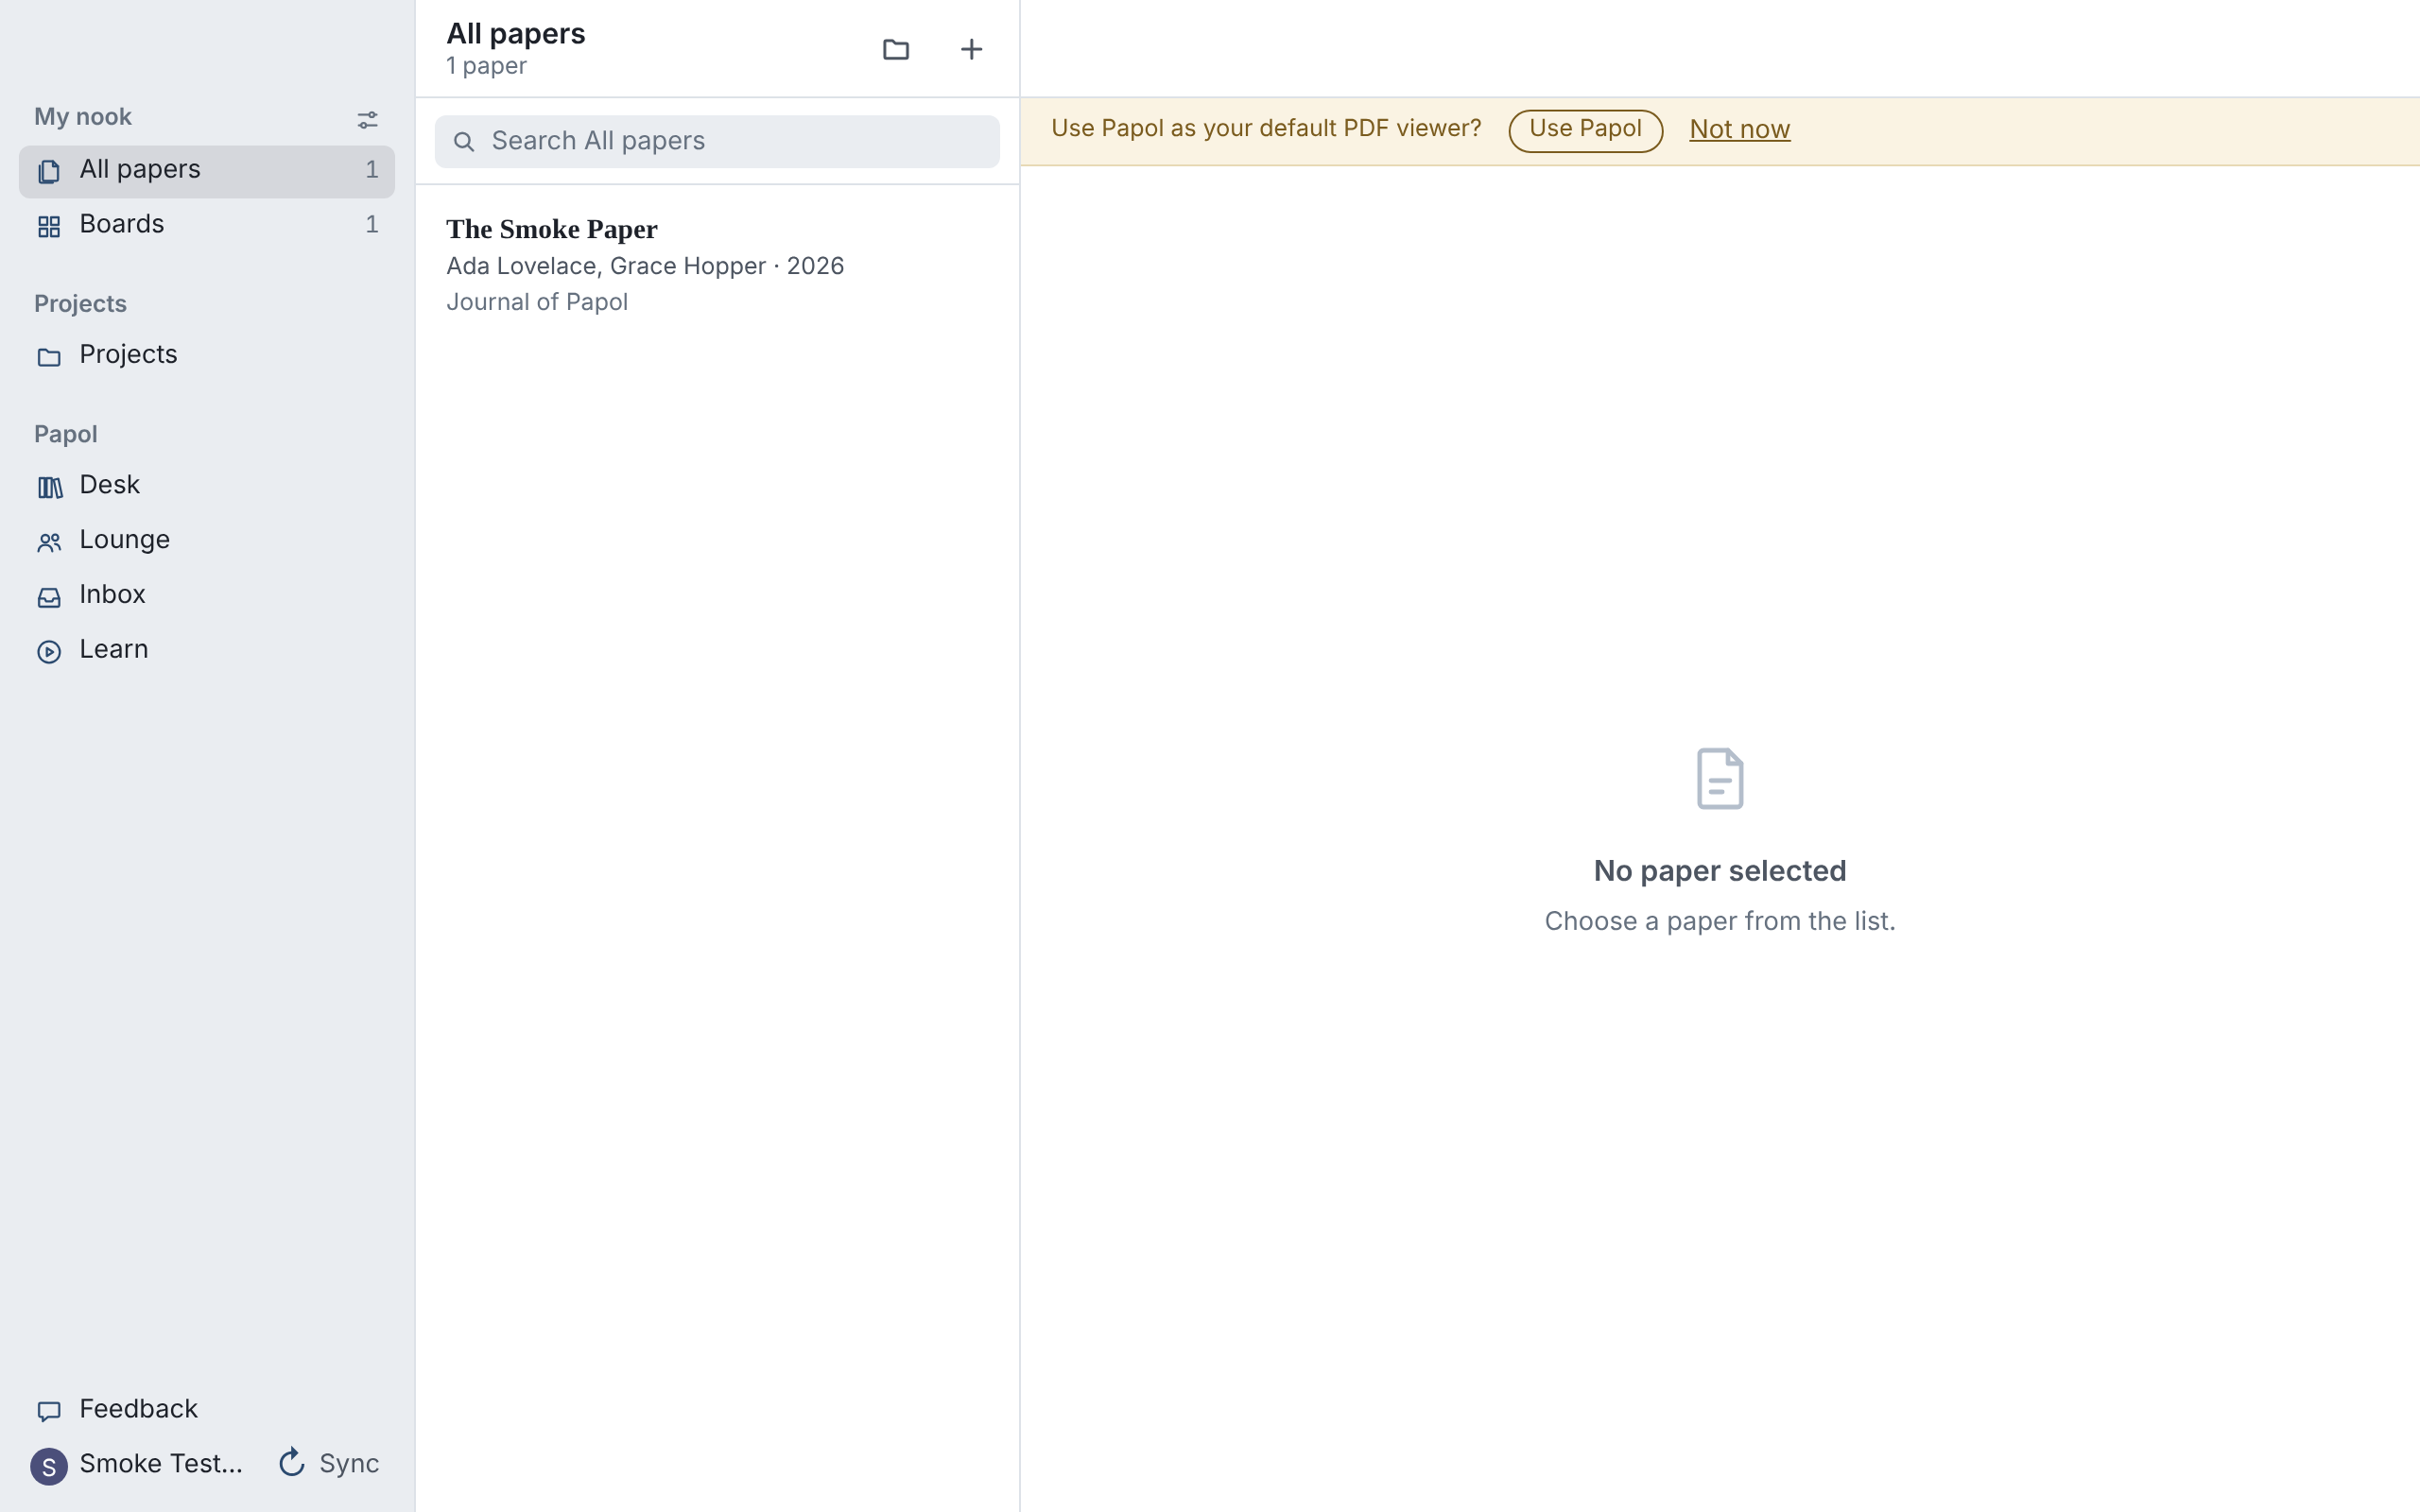 My nook
All papers 1
Boards 1
Projects
Projects
Papol
Desk
Lounge
Inbox
Learn
Feedback
S Smoke Test... Sync
All papers
1 paper
Search All papers
The Smoke Paper
Ada Lovelace, Grace Hopper · 2026
Journal of Papol
Use Papol as your default PDF viewer? Use Papol Not now
No paper selected
Choose a paper from the list.